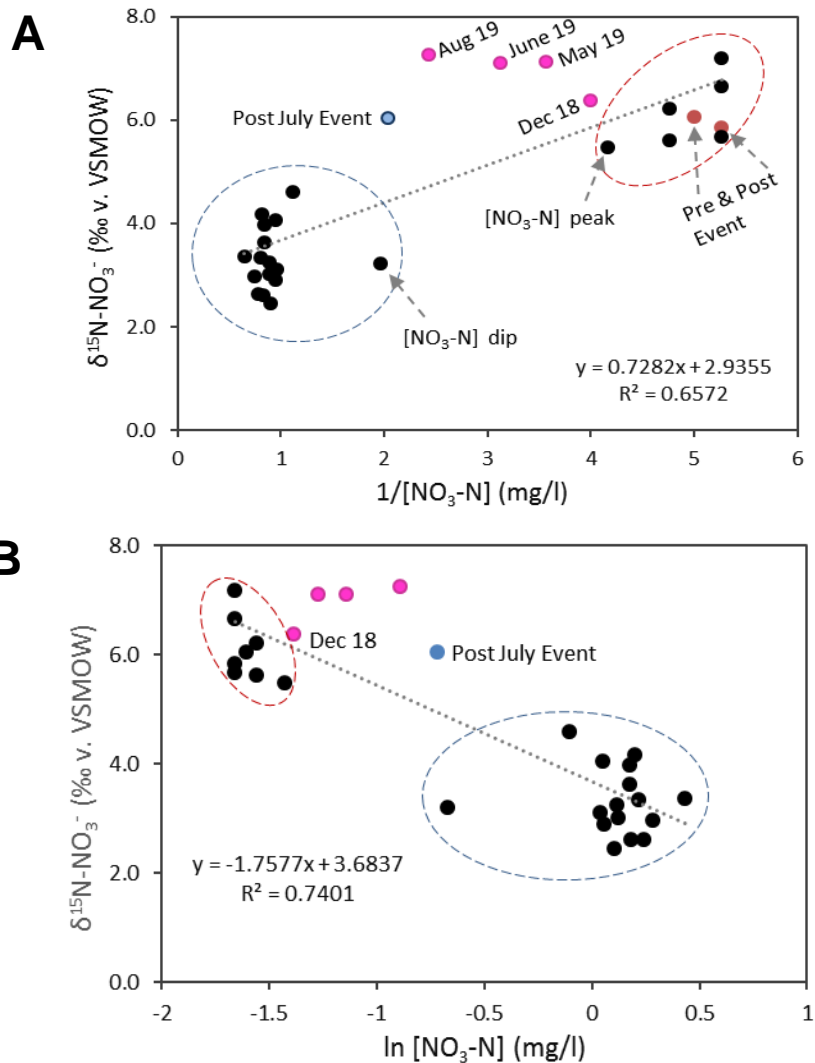 A
8.0
6.0
4.0
2.0
0.0
δ¹⁵N-NO₃⁻ (‰ v. VSMOW)
Aug 19
June 19
May 19
Dec 18
Post July Event
[NO₃-N] peak
Pre & Post
Event
[NO₃-N] dip
y = 0.7282x + 2.9355
R² = 0.6572
0 1 2 3 4 5 6
1/[NO₃-N] (mg/l)
B
8.0
6.0
4.0
2.0
0.0
δ¹⁵N-NO₃⁻ (‰ v. VSMOW)
Dec 18
Post July Event
y = -1.7577x + 3.6837
R² = 0.7401
-2 -1.5 -1 -0.5 0 0.5 1
ln [NO₃-N] (mg/l)